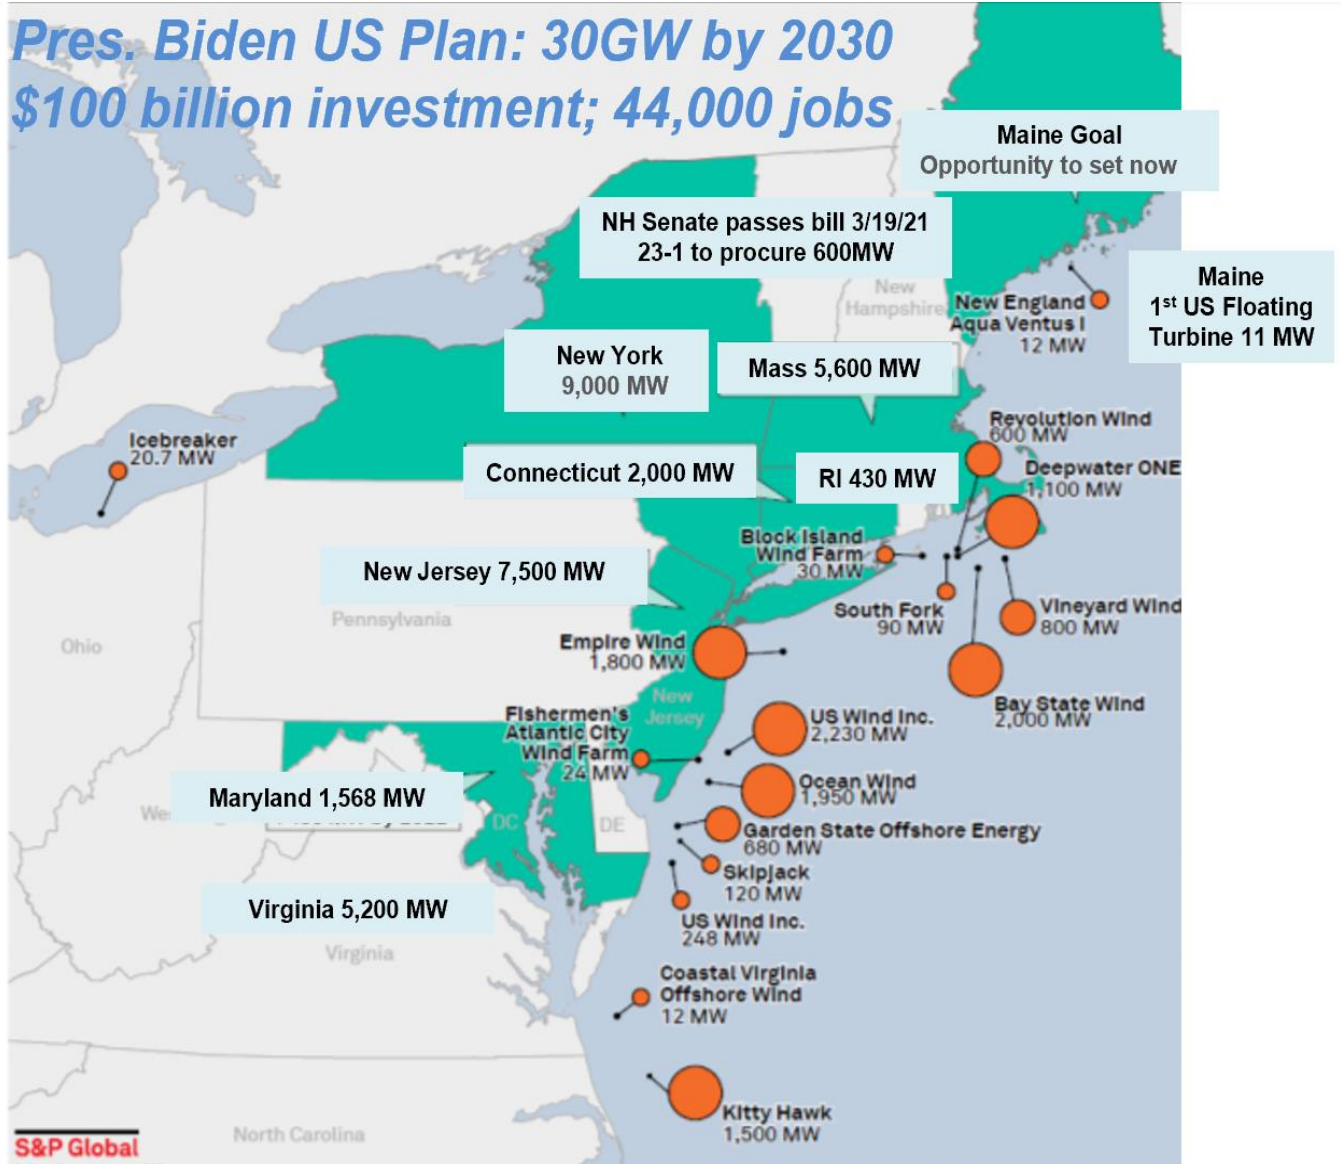 Pres. Biden US Plan: 30GW by 2030
$100 billion investment; 44,000 jobs
Maine Goal
Opportunity to set now
NH Senate passes bill 3/19/21
23-1 to procure 600MW
New
Hampshire
New England
Aqua Ventus I
12 MW
Maine
1st US Floating
Turbine 11 MW
New York
9,000 MW
Mass 5,600 MW
Revolution Wind
600 MW
Icebreaker
20.7 MW
Connecticut 2,000 MW
RI 430 MW
Deepwater ONE
1,100 MW
Block Island
Wind Farm
30 MW
New Jersey 7,500 MW
South Fork
90 MW
Vineyard Wind
800 MW
Pennsylvania
Ohio
Empire Wind
1,800 MW
New
Jersey
Bay State Wind
2,000 MW
Fishermen's
Atlantic City
Wind Farm
24 MW
US Wind Inc.
2,230 MW
Ocean Wind
1,950 MW
Maryland 1,568 MW
DC
DE
Garden State Offshore Energy
680 MW
Skipjack
120 MW
Virginia 5,200 MW
US Wind Inc.
248 MW
Virginia
Coastal Virginia
Offshore Wind
12 MW
Kitty Hawk
1,500 MW
North Carolina
S&P Global